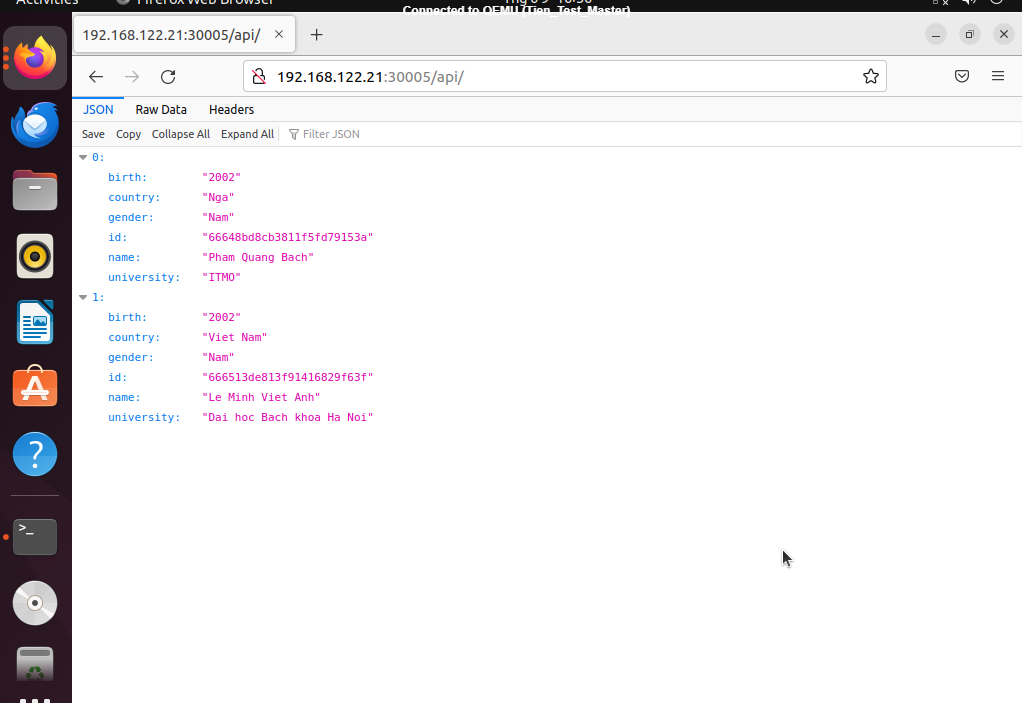 Activities Firefox Web Browser
Connected to QEMU (Tien_Test_Master)
192.168.122.21:30005/api/
192.168.122.21:30005/api/
JSON Raw Data Headers
Save Copy Collapse All Expand All Filter JSON
0:
birth: "2002"
country: "Nga"
gender: "Nam"
id: "66648bd8cb3811f5fd79153a"
name: "Pham Quang Bach"
university: "ITMO"
1:
birth: "2002"
country: "Viet Nam"
gender: "Nam"
id: "666513de813f91416829f63f"
name: "Le Minh Viet Anh"
university: "Dai hoc Bach khoa Ha Noi"